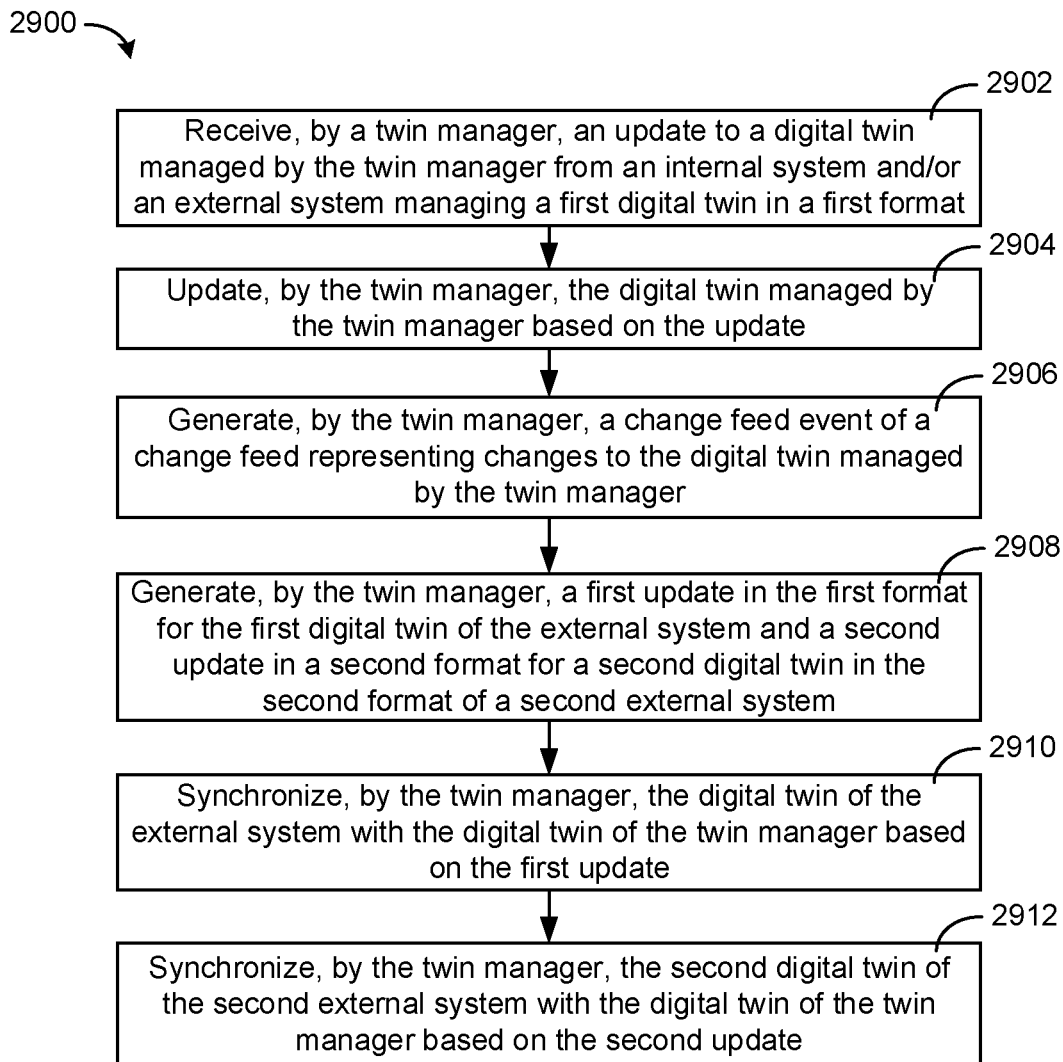 2900
2902
Receive, by a twin manager, an update to a digital twin
managed by the twin manager from an internal system and/or
an external system managing a first digital twin in a first format
2904
Update, by the twin manager, the digital twin managed by
the twin manager based on the update
2906
Generate, by the twin manager, a change feed event of a
change feed representing changes to the digital twin managed
by the twin manager
2908
Generate, by the twin manager, a first update in the first format
for the first digital twin of the external system and a second
update in a second format for a second digital twin in the
second format of a second external system
2910
Synchronize, by the twin manager, the digital twin of the
external system with the digital twin of the twin manager based
on the first update
2912
Synchronize, by the twin manager, the second digital twin of
the second external system with the digital twin of the twin
manager based on the second update